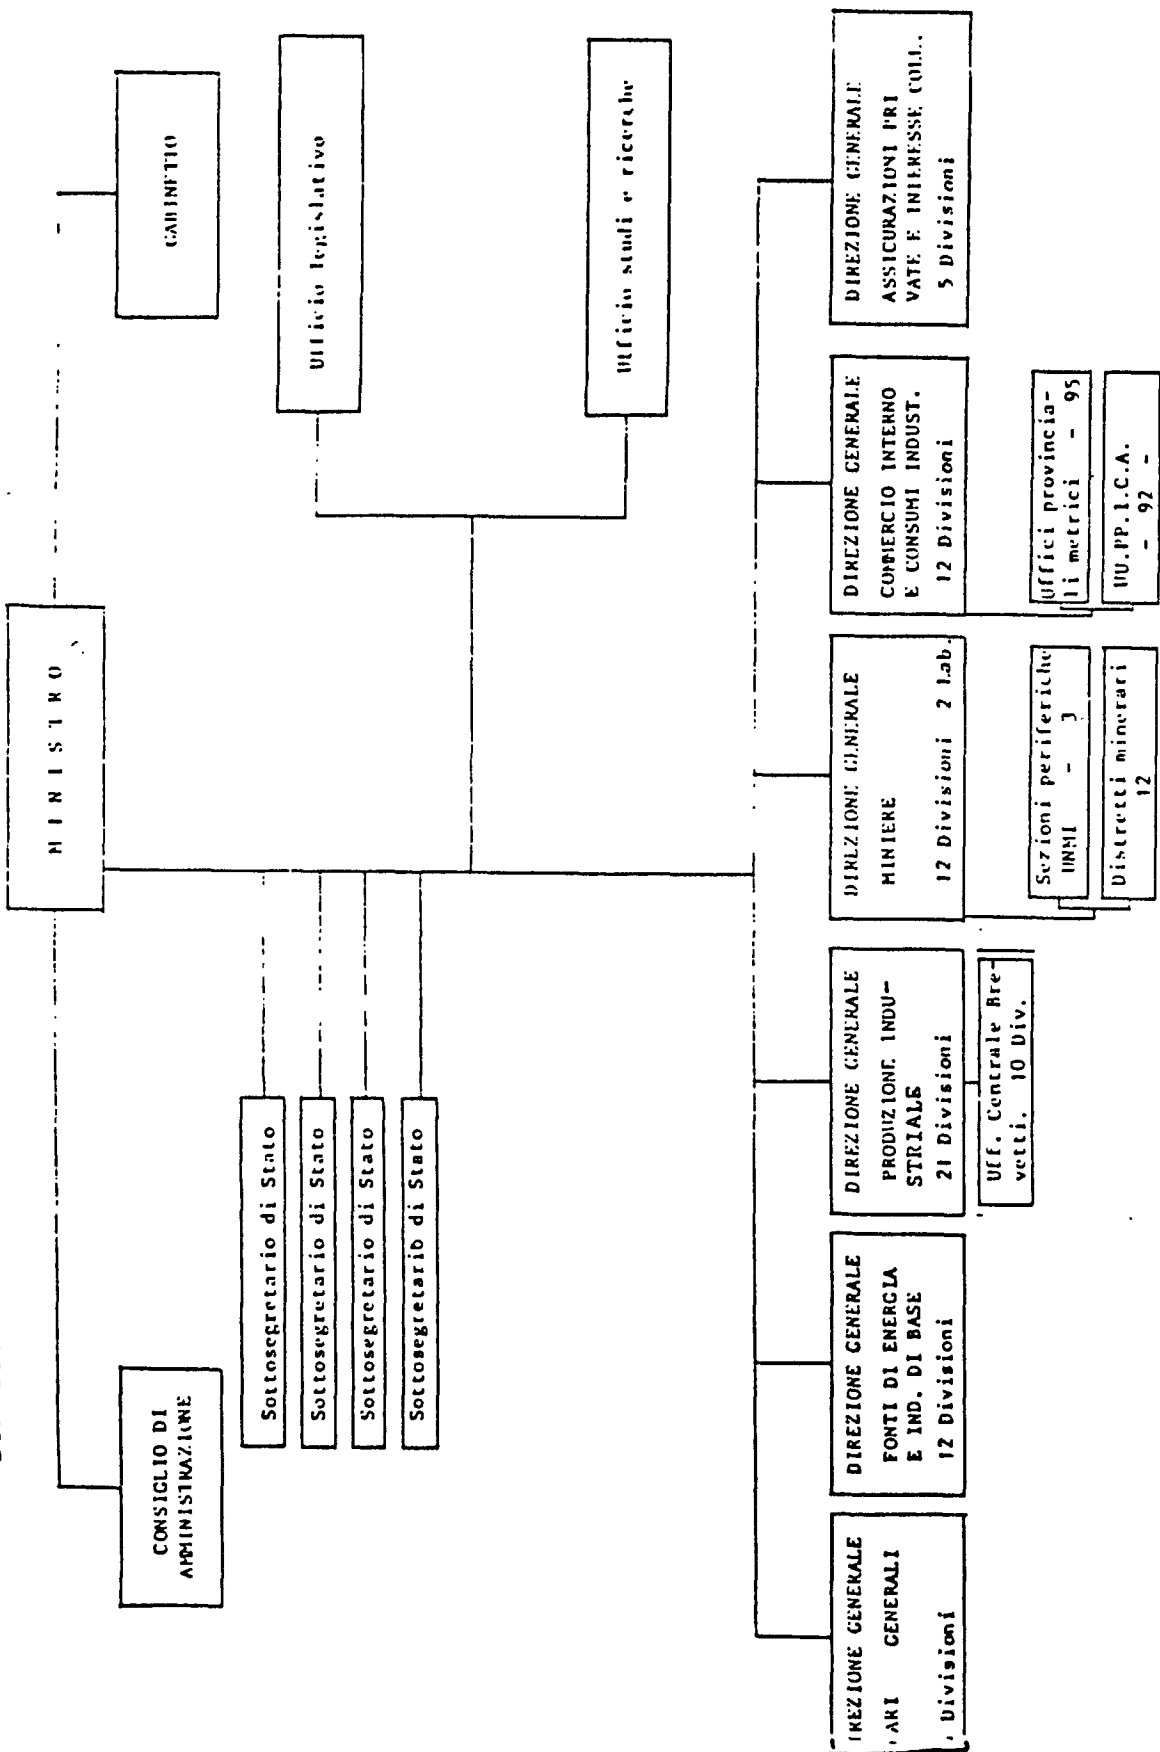 MINISTRO
GABINETTO
CONSIGLIO DI
AMMINISTRAZIONE
Sottosegretario di Stato
Sottosegretario di Stato
Sottosegretario di Stato
Sottosegretario di Stato
Ufficio legislativo
Ufficio studi e ricerche
IREZIONE GENERALE
ARI GENERALI
Divisioni
DIREZIONE GENERALE
FONTI DI ENERGIA
E IND. DI BASE
12 Divisioni
DIREZIONE GENERALE
PRODUZIONE INDU-
STRIALE
21 Divisioni
Uff. Centrale Bre-
vetti. 10 Div.
DIREZIONE GENERALE
MINIERE
12 Divisioni 2 Lab.
Sezioni periferiche
UNMI - 3
Distretti minerari
12
DIREZIONE GENERALE
COMMERCIO INTERNO
E CONSUMI INDUST.
12 Divisioni
Uffici provincia-
li metrici - 95
UU.PP.I.C.A.
- 92 -
DIREZIONE GENERALE
ASSICURAZIONI PRI
VATE E INTERESSE COLL.
5 Divisioni